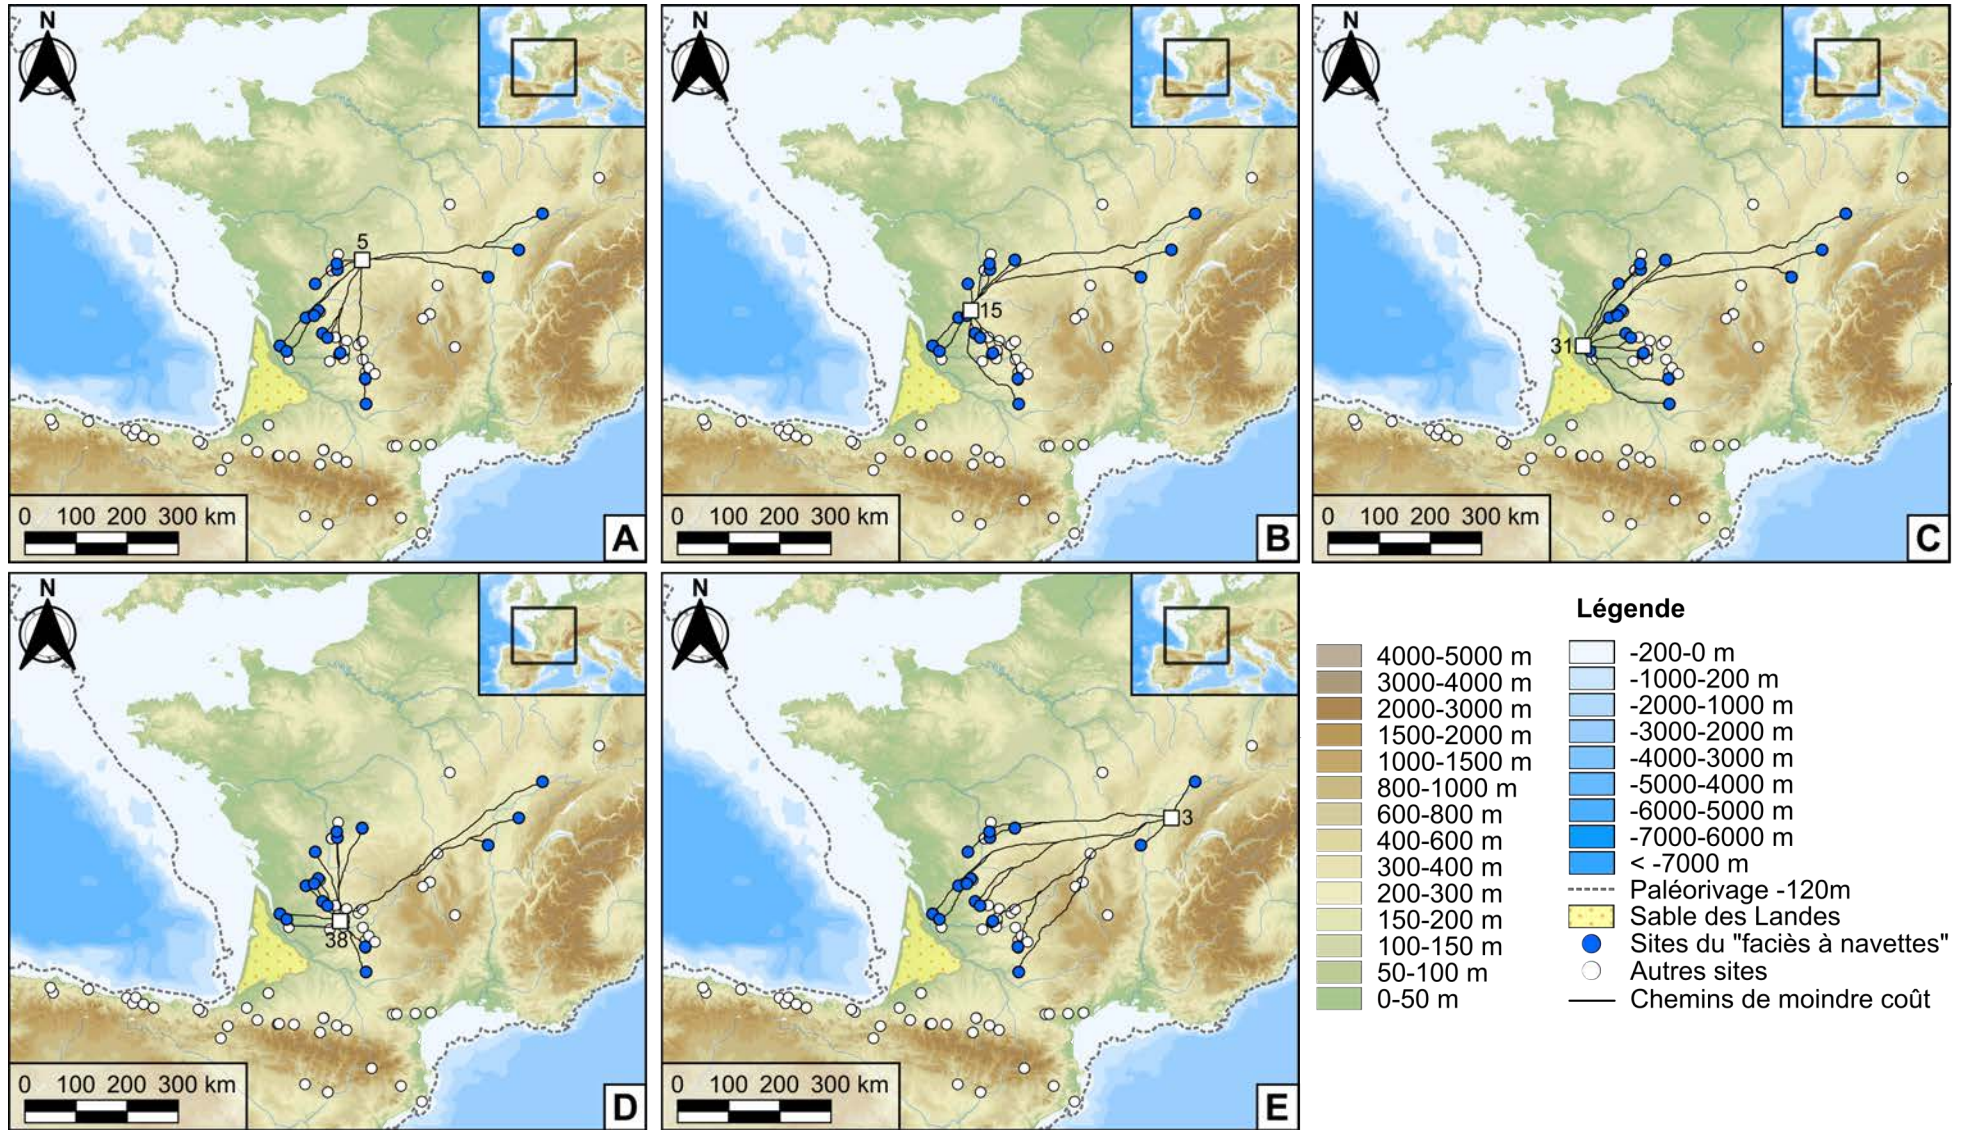 N
5
0 100 200 300 km
A
N
15
0 100 200 300 km
B
N
31
0 100 200 300 km
C
N
38
0 100 200 300 km
D
N
3
0 100 200 300 km
E
Légende
4000-5000 m
3000-4000 m
2000-3000 m
1500-2000 m
1000-1500 m
800-1000 m
600-800 m
400-600 m
300-400 m
200-300 m
150-200 m
100-150 m
50-100 m
0-50 m
-200-0 m
-1000-200 m
-2000-1000 m
-3000-2000 m
-4000-3000 m
-5000-4000 m
-6000-5000 m
-7000-6000 m
< -7000 m
Paléorivage -120m
Sable des Landes
Sites du "faciès à navettes"
Autres sites
Chemins de moindre coût